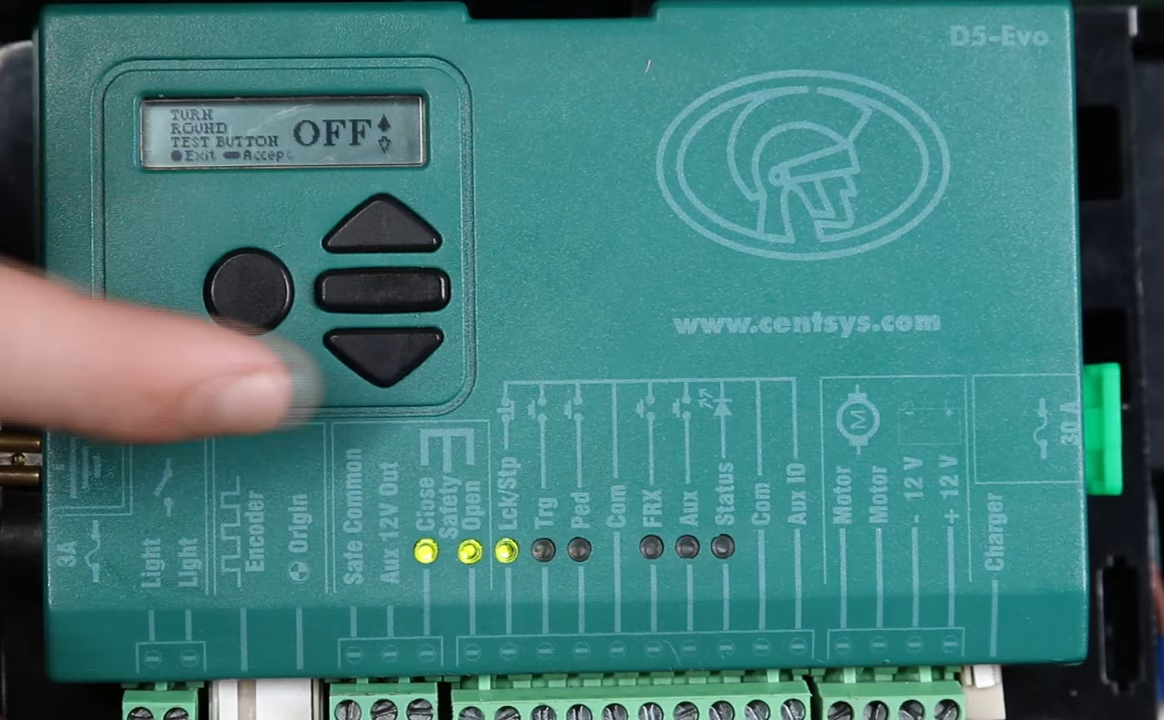 D5-Evo
TURN
ROUND
TEST BUTTON
OFF
Exit
Accept
www.centsys.com
3A
Light
Light
Encoder
Origin
Safe Common
Aux 12V Out
Close
Safety
Open
Lck/Stp
Trg
Ped
Com
FRX
Aux
Status
Com
Aux IO
M
Motor
Motor
- 12 V
+ 12 V
Charger
30A